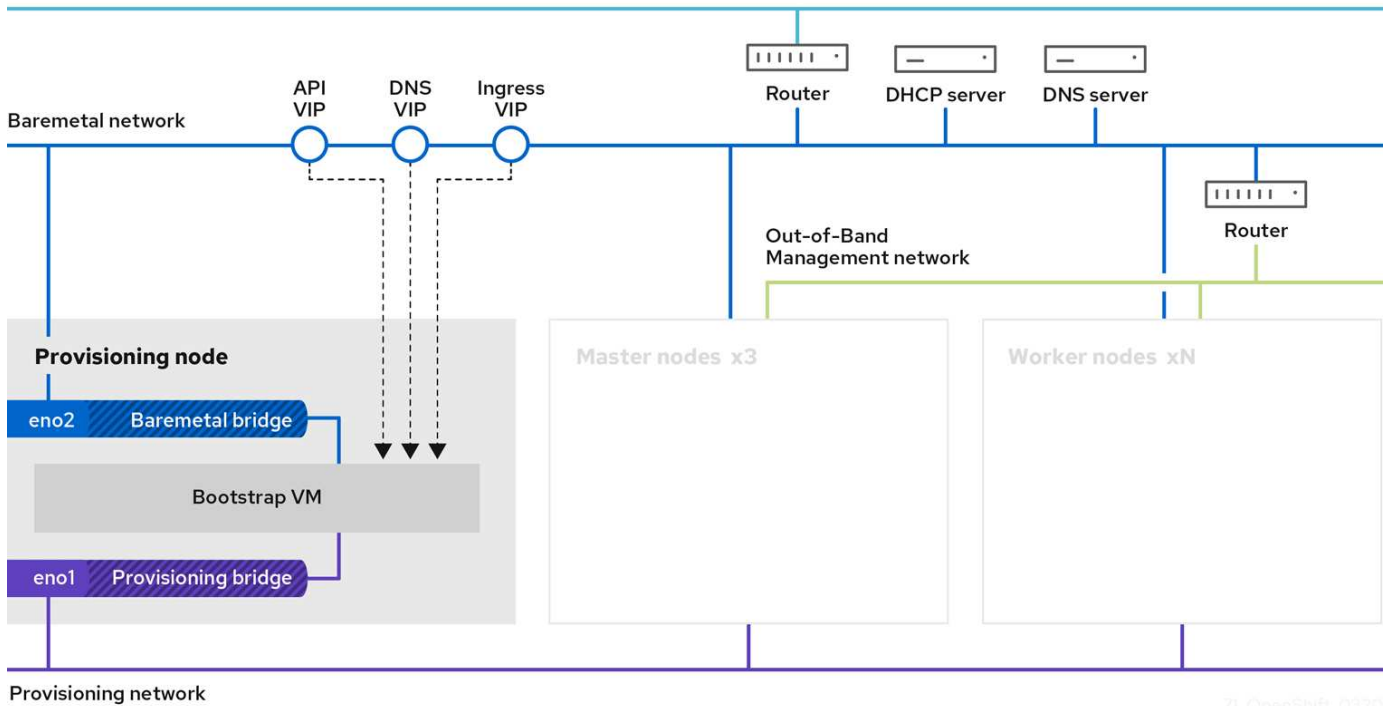 API
VIP
DNS
VIP
Ingress
VIP
Router
DHCP server
DNS server
Baremetal network
Router
Out-of-Band
Management network
Provisioning node
Master nodes x3
Worker nodes xN
eno2
Baremetal bridge
Bootstrap VM
eno1
Provisioning bridge
Provisioning network